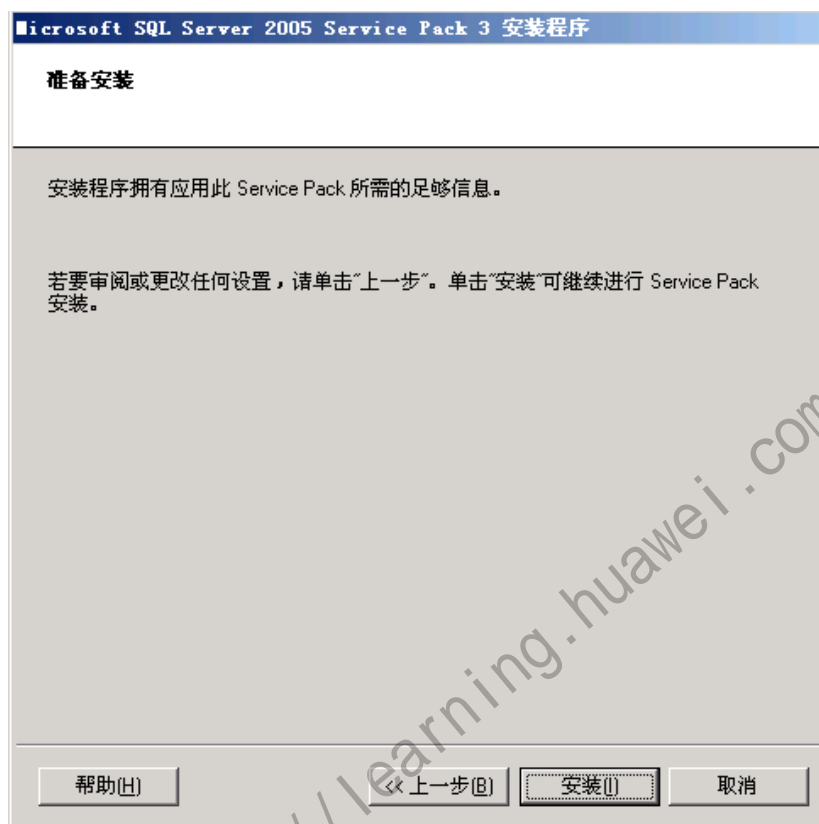 Microsoft SQL Server 2005 Service Pack 3 安装程序
准备安装
安装程序拥有应用此 Service Pack 所需的足够信息。
若要审阅或更改任何设置，请单击“上一步”。单击“安装”可继续进行 Service Pack
安装。
//learning.huawei.com
帮助(H)
<< 上一步(B)
安装(I)
取消